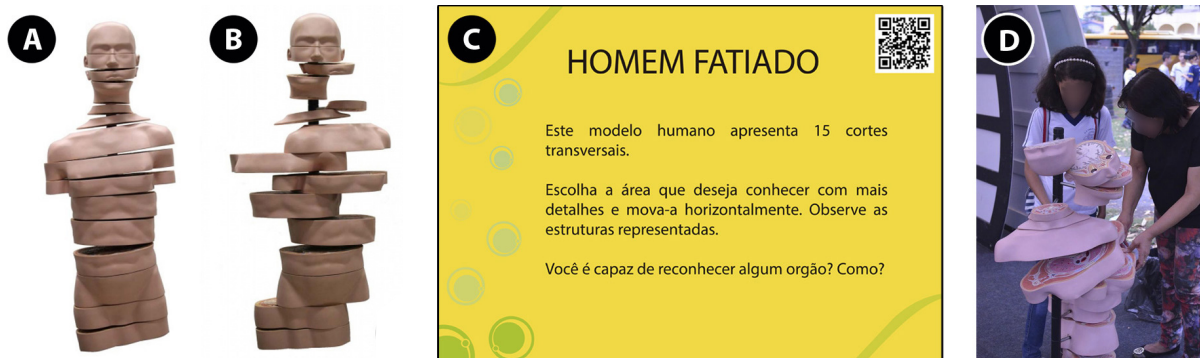 A
B
C
HOMEM FATIADO
Este modelo humano apresenta 15 cortes
transversais.
Escolha a área que deseja conhecer com mais
detalhes e mova-a horizontalmente. Observe as
estruturas representadas.
Você é capaz de reconhecer algum orgão? Como?
D